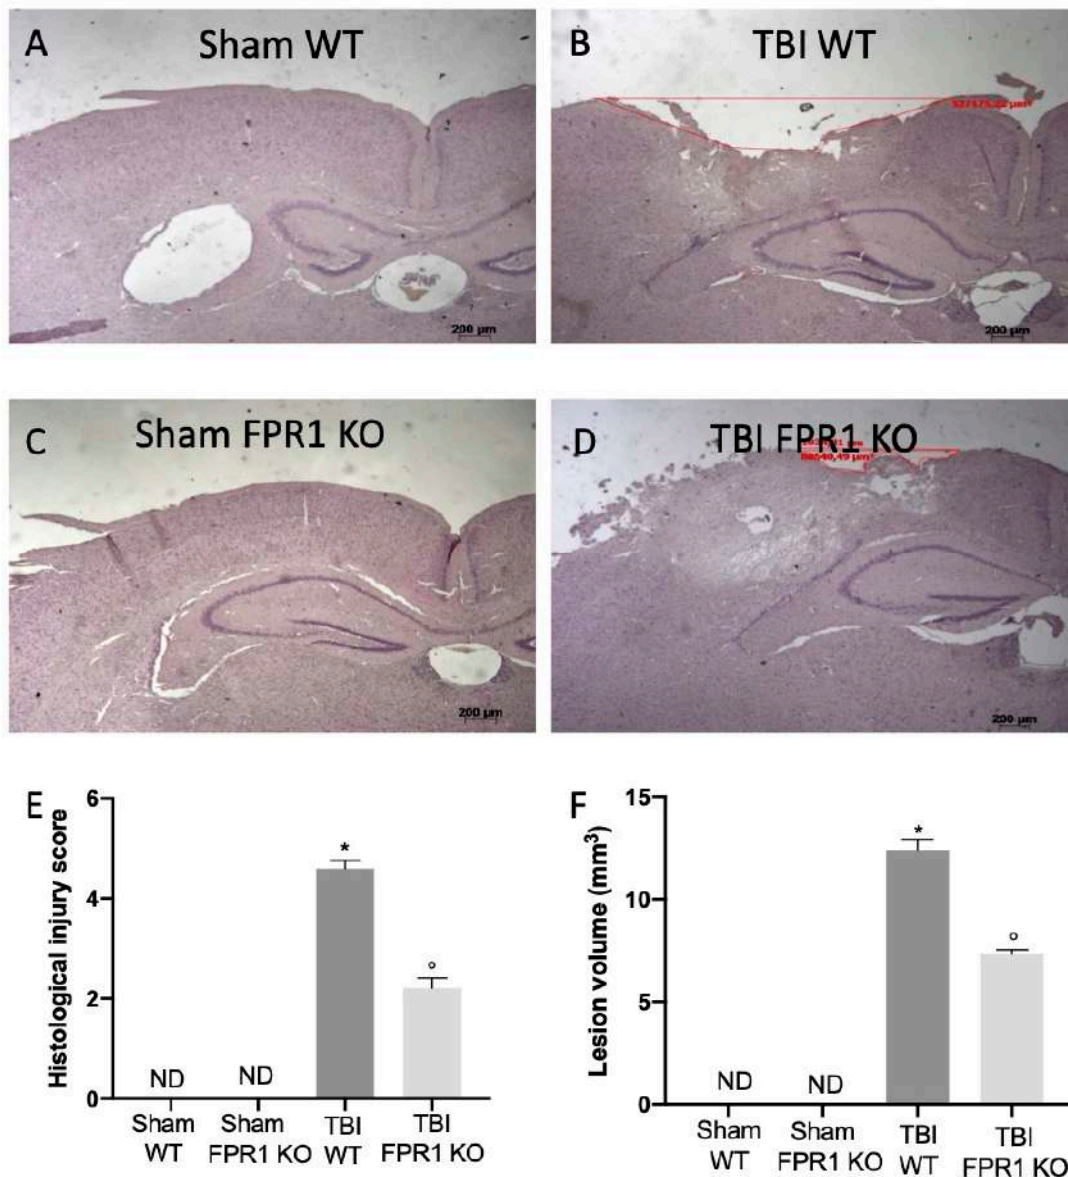 A
Sham WT
200 µm
B
TBI WT
200 µm
C
Sham FPR1 KO
200 µm
D
TBI FPR1 KO
200 µm
E
Histological injury score
6
4
2
0
ND
ND
*
°
Sham WT
Sham FPR1 KO
TBI WT
TBI FPR1 KO
F
Lesion volume (mm³)
15
10
5
0
ND
ND
*
°
Sham WT
Sham FPR1 KO
TBI WT
TBI FPR1 KO